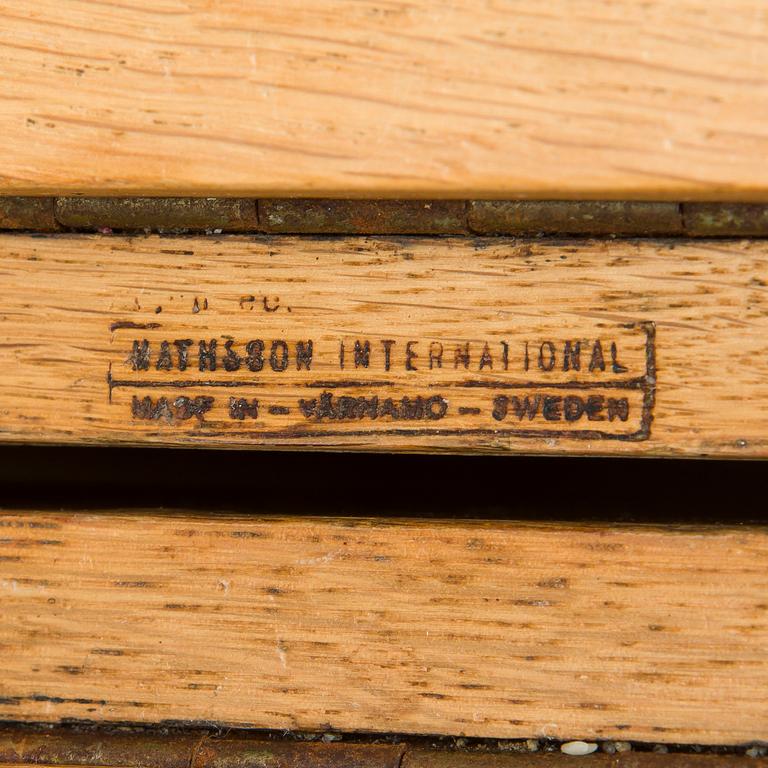 MATHSSON INTERNATIONAL
MADE IN – VÄRNAMO – SWEDEN